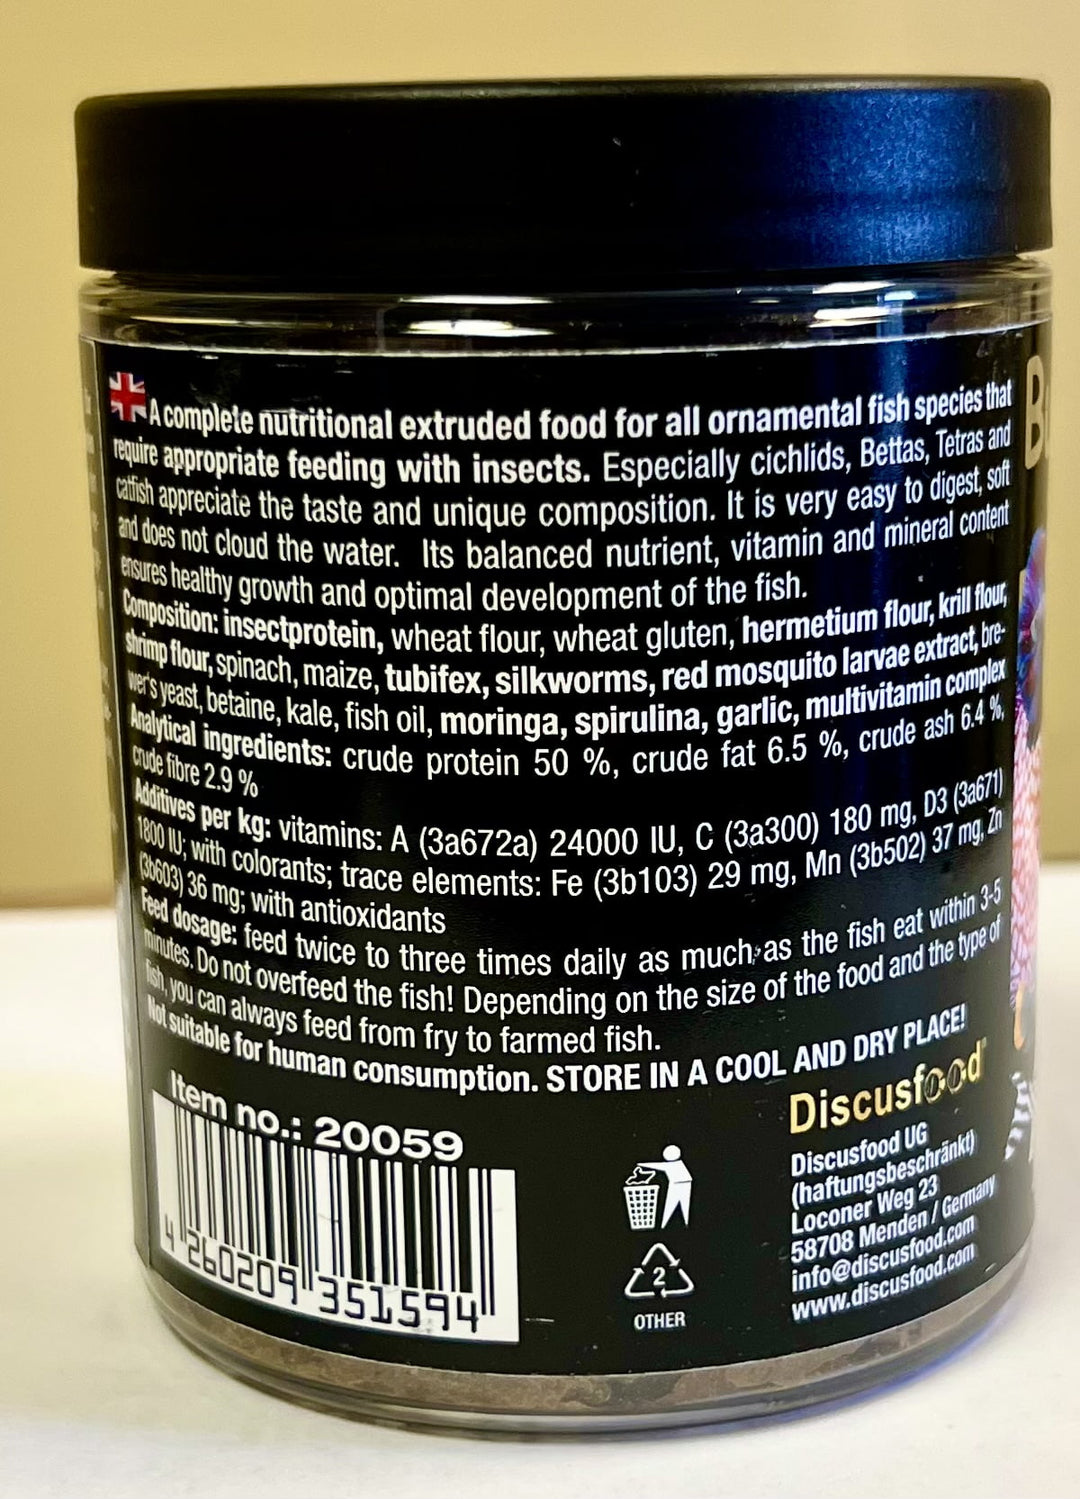 A complete nutritional extruded food for all ornamental fish species that
require appropriate feeding with insects. Especially cichlids, Bettas, Tetras and
catfish appreciate the taste and unique composition. It is very easy to digest, soft
and does not cloud the water. Its balanced nutrient, vitamin and mineral content
ensures healthy growth and optimal development of the fish.
Composition: insectprotein, wheat flour, wheat gluten, hermetium flour, krill flour,
shrimp flour, spinach, maize, tubifex, silkworms, red mosquito larvae extract, bre-
wer's yeast, betaine, kale, fish oil, moringa, spirulina, garlic, multivitamin complex
Analytical ingredients: crude protein 50 %, crude fat 6.5 %, crude ash 6.4 %,
crude fibre 2.9 %
Additives per kg: vitamins: A (3a672a) 24000 IU, C (3a300) 180 mg, D3 (3a671)
1800 IU; with colorants; trace elements: Fe (3b103) 29 mg, Mn (3b502) 37 mg, Zn
(3b603) 36 mg; with antioxidants
Feed dosage: feed twice to three times daily as much as the fish eat within 3-5
minutes. Do not overfeed the fish! Depending on the size of the food and the type of
fish, you can always feed from fry to farmed fish.
Not suitable for human consumption. STORE IN A COOL AND DRY PLACE!
Item no.: 20059
4 260209 351594
2
OTHER
Discusfood
Discusfood UG
(haftungsbeschränkt)
Loconer Weg 23
58708 Menden / Germany
info@discusfood.com
www.discusfood.com